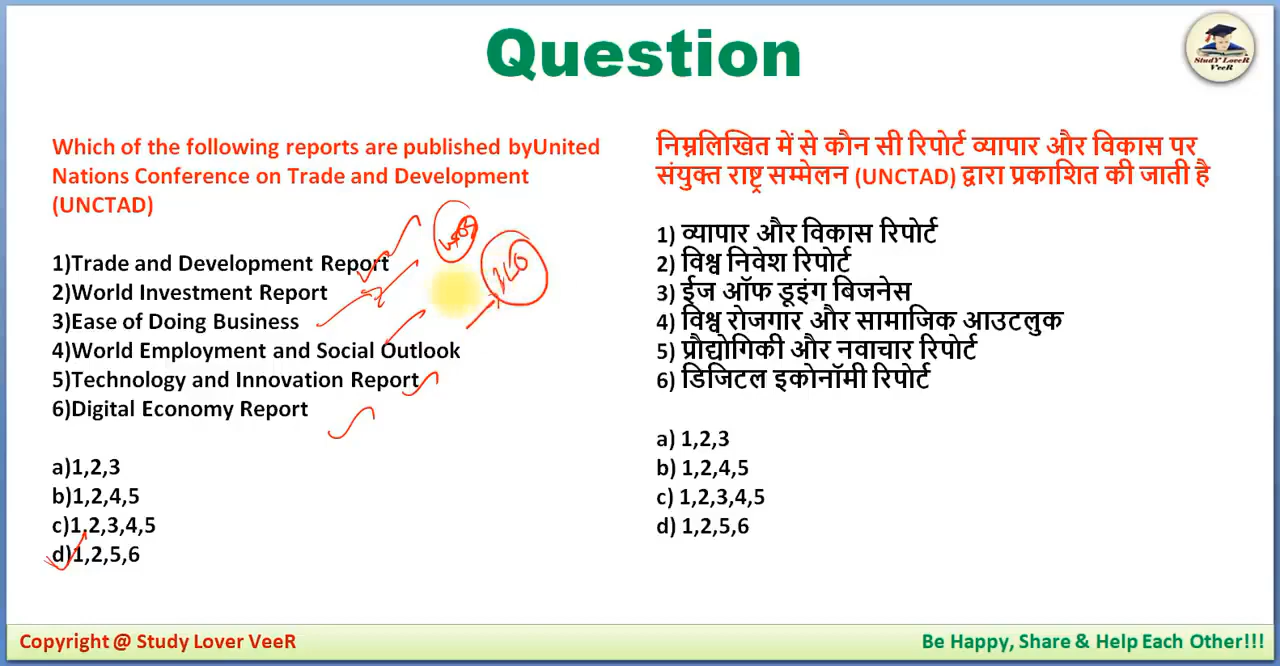 Question
StudY LoveR
VeeR
Which of the following reports are published byUnited
Nations Conference on Trade and Development
(UNCTAD)
1)Trade and Development Report
2)World Investment Report
3)Ease of Doing Business
4)World Employment and Social Outlook
5)Technology and Innovation Report
6)Digital Economy Report
a)1,2,3
b)1,2,4,5
c)1,2,3,4,5
d)1,2,5,6
ILO
निम्नलिखित में से कौन सी रिपोर्ट व्यापार और विकास पर
संयुक्त राष्ट्र सम्मेलन (UNCTAD) द्वारा प्रकाशित की जाती है
1) व्यापार और विकास रिपोर्ट
2) विश्व निवेश रिपोर्ट
3) ईज ऑफ डूइंग बिजनेस
4) विश्व रोजगार और सामाजिक आउटलुक
5) प्रौद्योगिकी और नवाचार रिपोर्ट
6) डिजिटल इकोनॉमी रिपोर्ट
a) 1,2,3
b) 1,2,4,5
c) 1,2,3,4,5
d) 1,2,5,6
Copyright @ Study Lover VeeR
Be Happy, Share & Help Each Other!!!